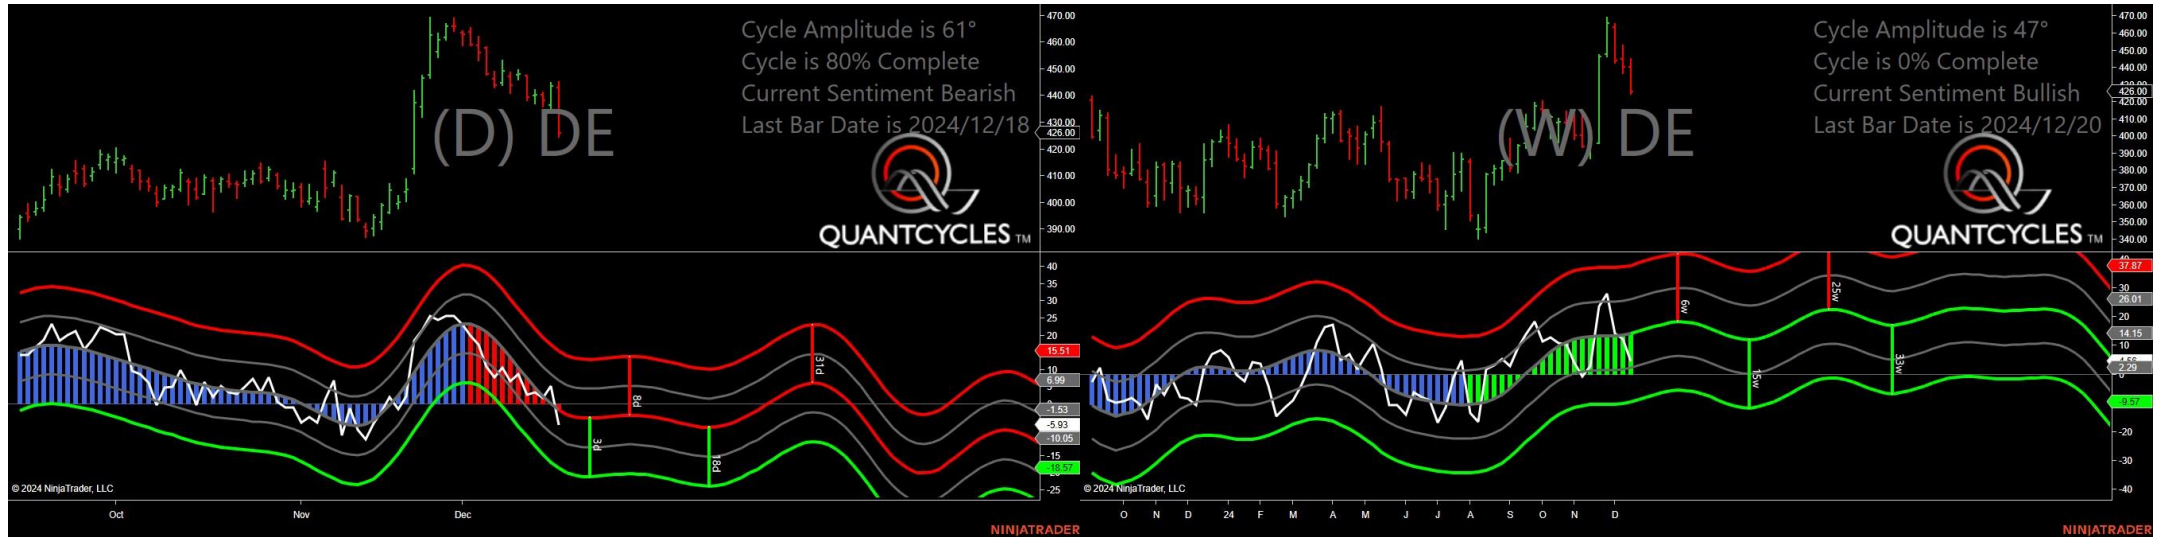 Cycle Amplitude is 61°
Cycle is 80% Complete
Current Sentiment Bearish
Last Bar Date is 2024/12/18
(D) DE
QUANTCYCLES TM
470.00
460.00
450.00
440.00
430.00
426.00
420.00
410.00
400.00
390.00
40
35
30
25
20
15.51
10
6.99
-1.53
-5.93
-10.05
-15
-18.57
-25
3d
8d
18d
31d
© 2024 NinjaTrader, LLC
Oct Nov Dec
NINJATRADER
Cycle Amplitude is 47°
Cycle is 0% Complete
Current Sentiment Bullish
Last Bar Date is 2024/12/20
(W) DE
QUANTCYCLES TM
470.00
460.00
450.00
440.00
430.00
426.00
420.00
410.00
400.00
390.00
380.00
370.00
360.00
350.00
340.00
40
37.87
30
26.01
20
14.15
10
4.56
2.29
0
-9.57
-20
-30
-40
6w
15w
25w
33w
© 2024 NinjaTrader, LLC
O N D 24 F M A M J J A S O N D
NINJATRADER